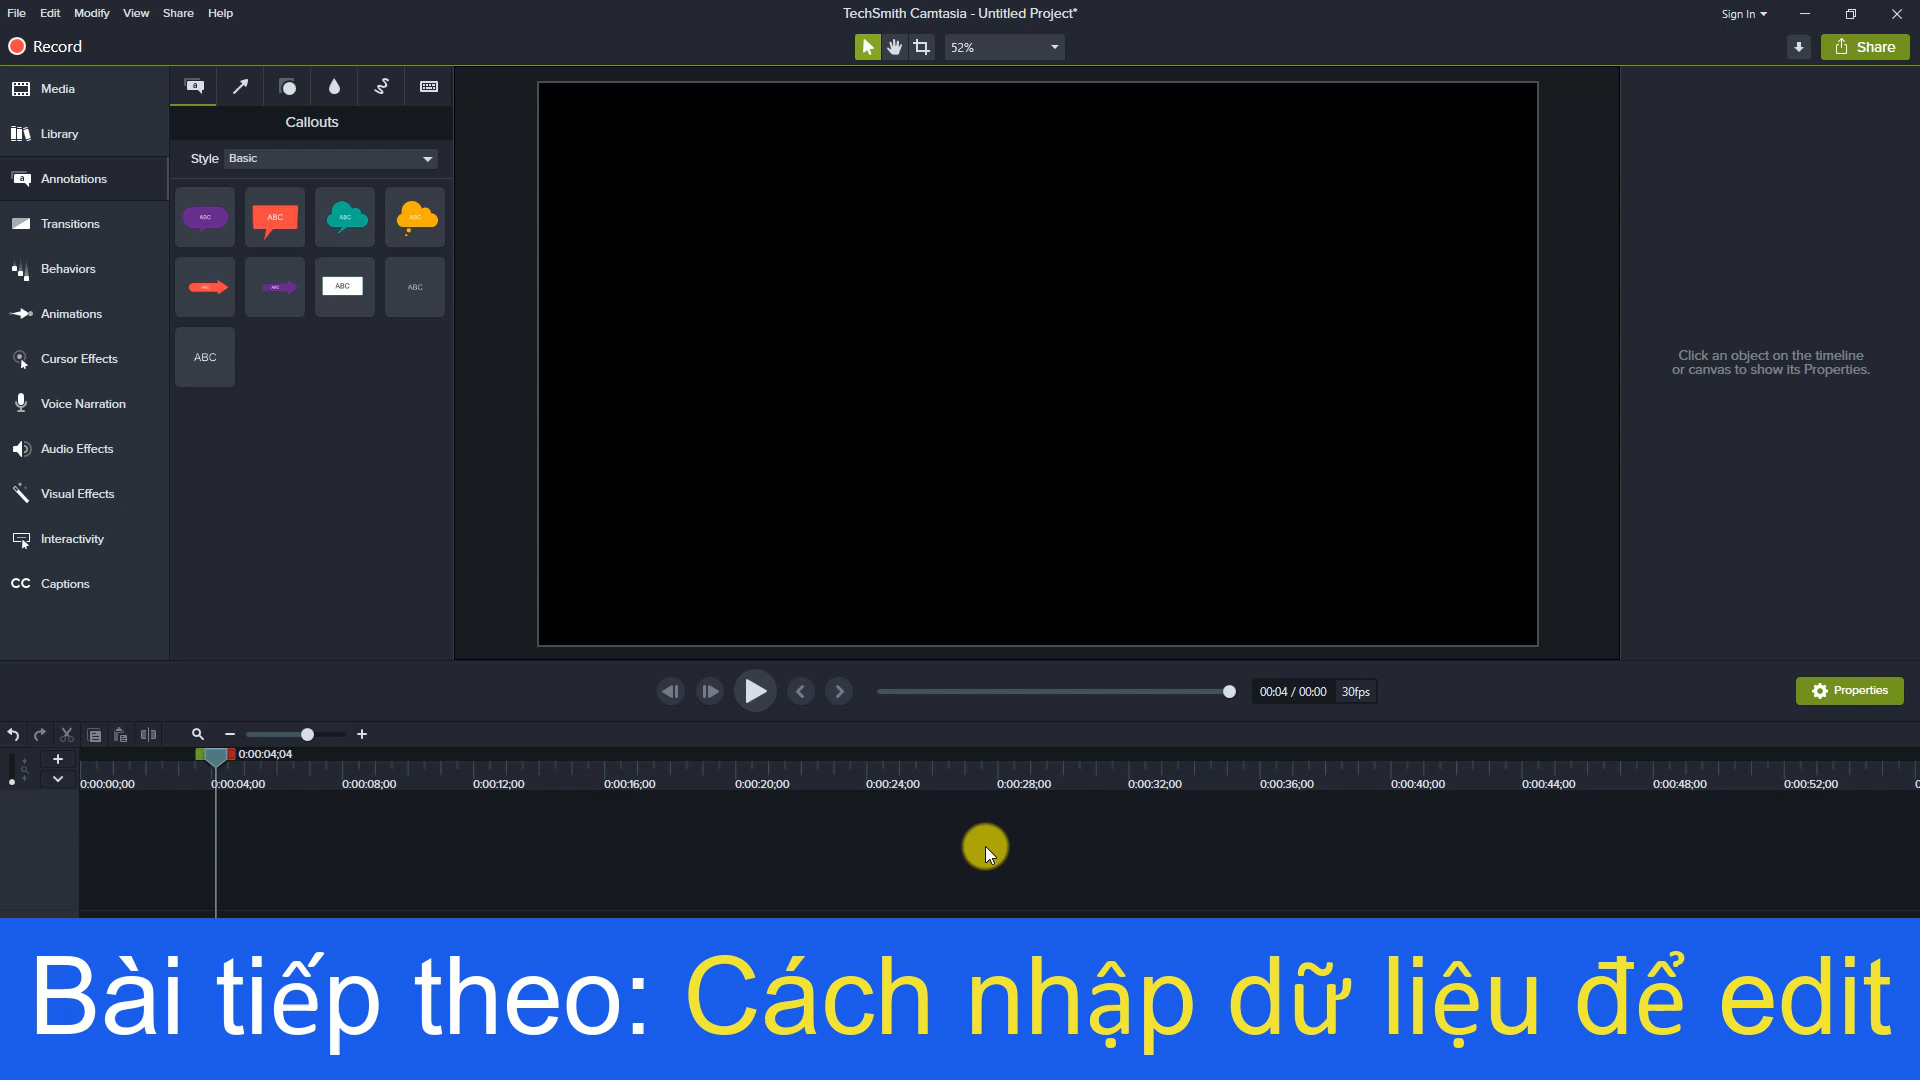 File Edit Modify View Share Help
TechSmith Camtasia - Untitled Project*
Sign In
Record
52%
Share
Media
Library
Annotations
Transitions
Behaviors
Animations
Cursor Effects
Voice Narration
Audio Effects
Visual Effects
Interactivity
CC Captions
a
Callouts
Style Basic
ABC ABC ABC ABC
ABC ABC ABC ABC
ABC
Click an object on the timeline
or canvas to show its Properties.
00:04 / 00:00 30fps
Properties
0:00:04;04
0:00:00;00 0:00:04;00 0:00:08;00 0:00:12;00 0:00:16;00 0:00:20;00 0:00:24;00 0:00:28;00 0:00:32;00 0:00:36;00 0:00:40;00 0:00:44;00 0:00:48;00 0:00:52;00
Bài tiếp theo: Cách nhập dữ liệu để edit